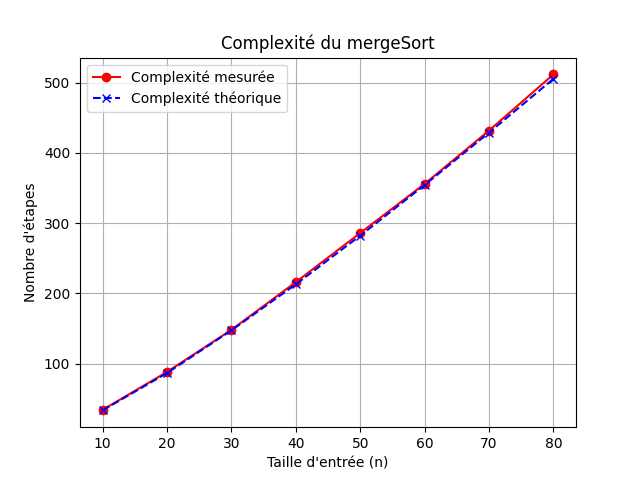 Complexité du mergeSort
Complexité mesurée
Complexité théorique
Nombre d'étapes
500
400
300
200
100
10 20 30 40 50 60 70 80
Taille d'entrée (n)